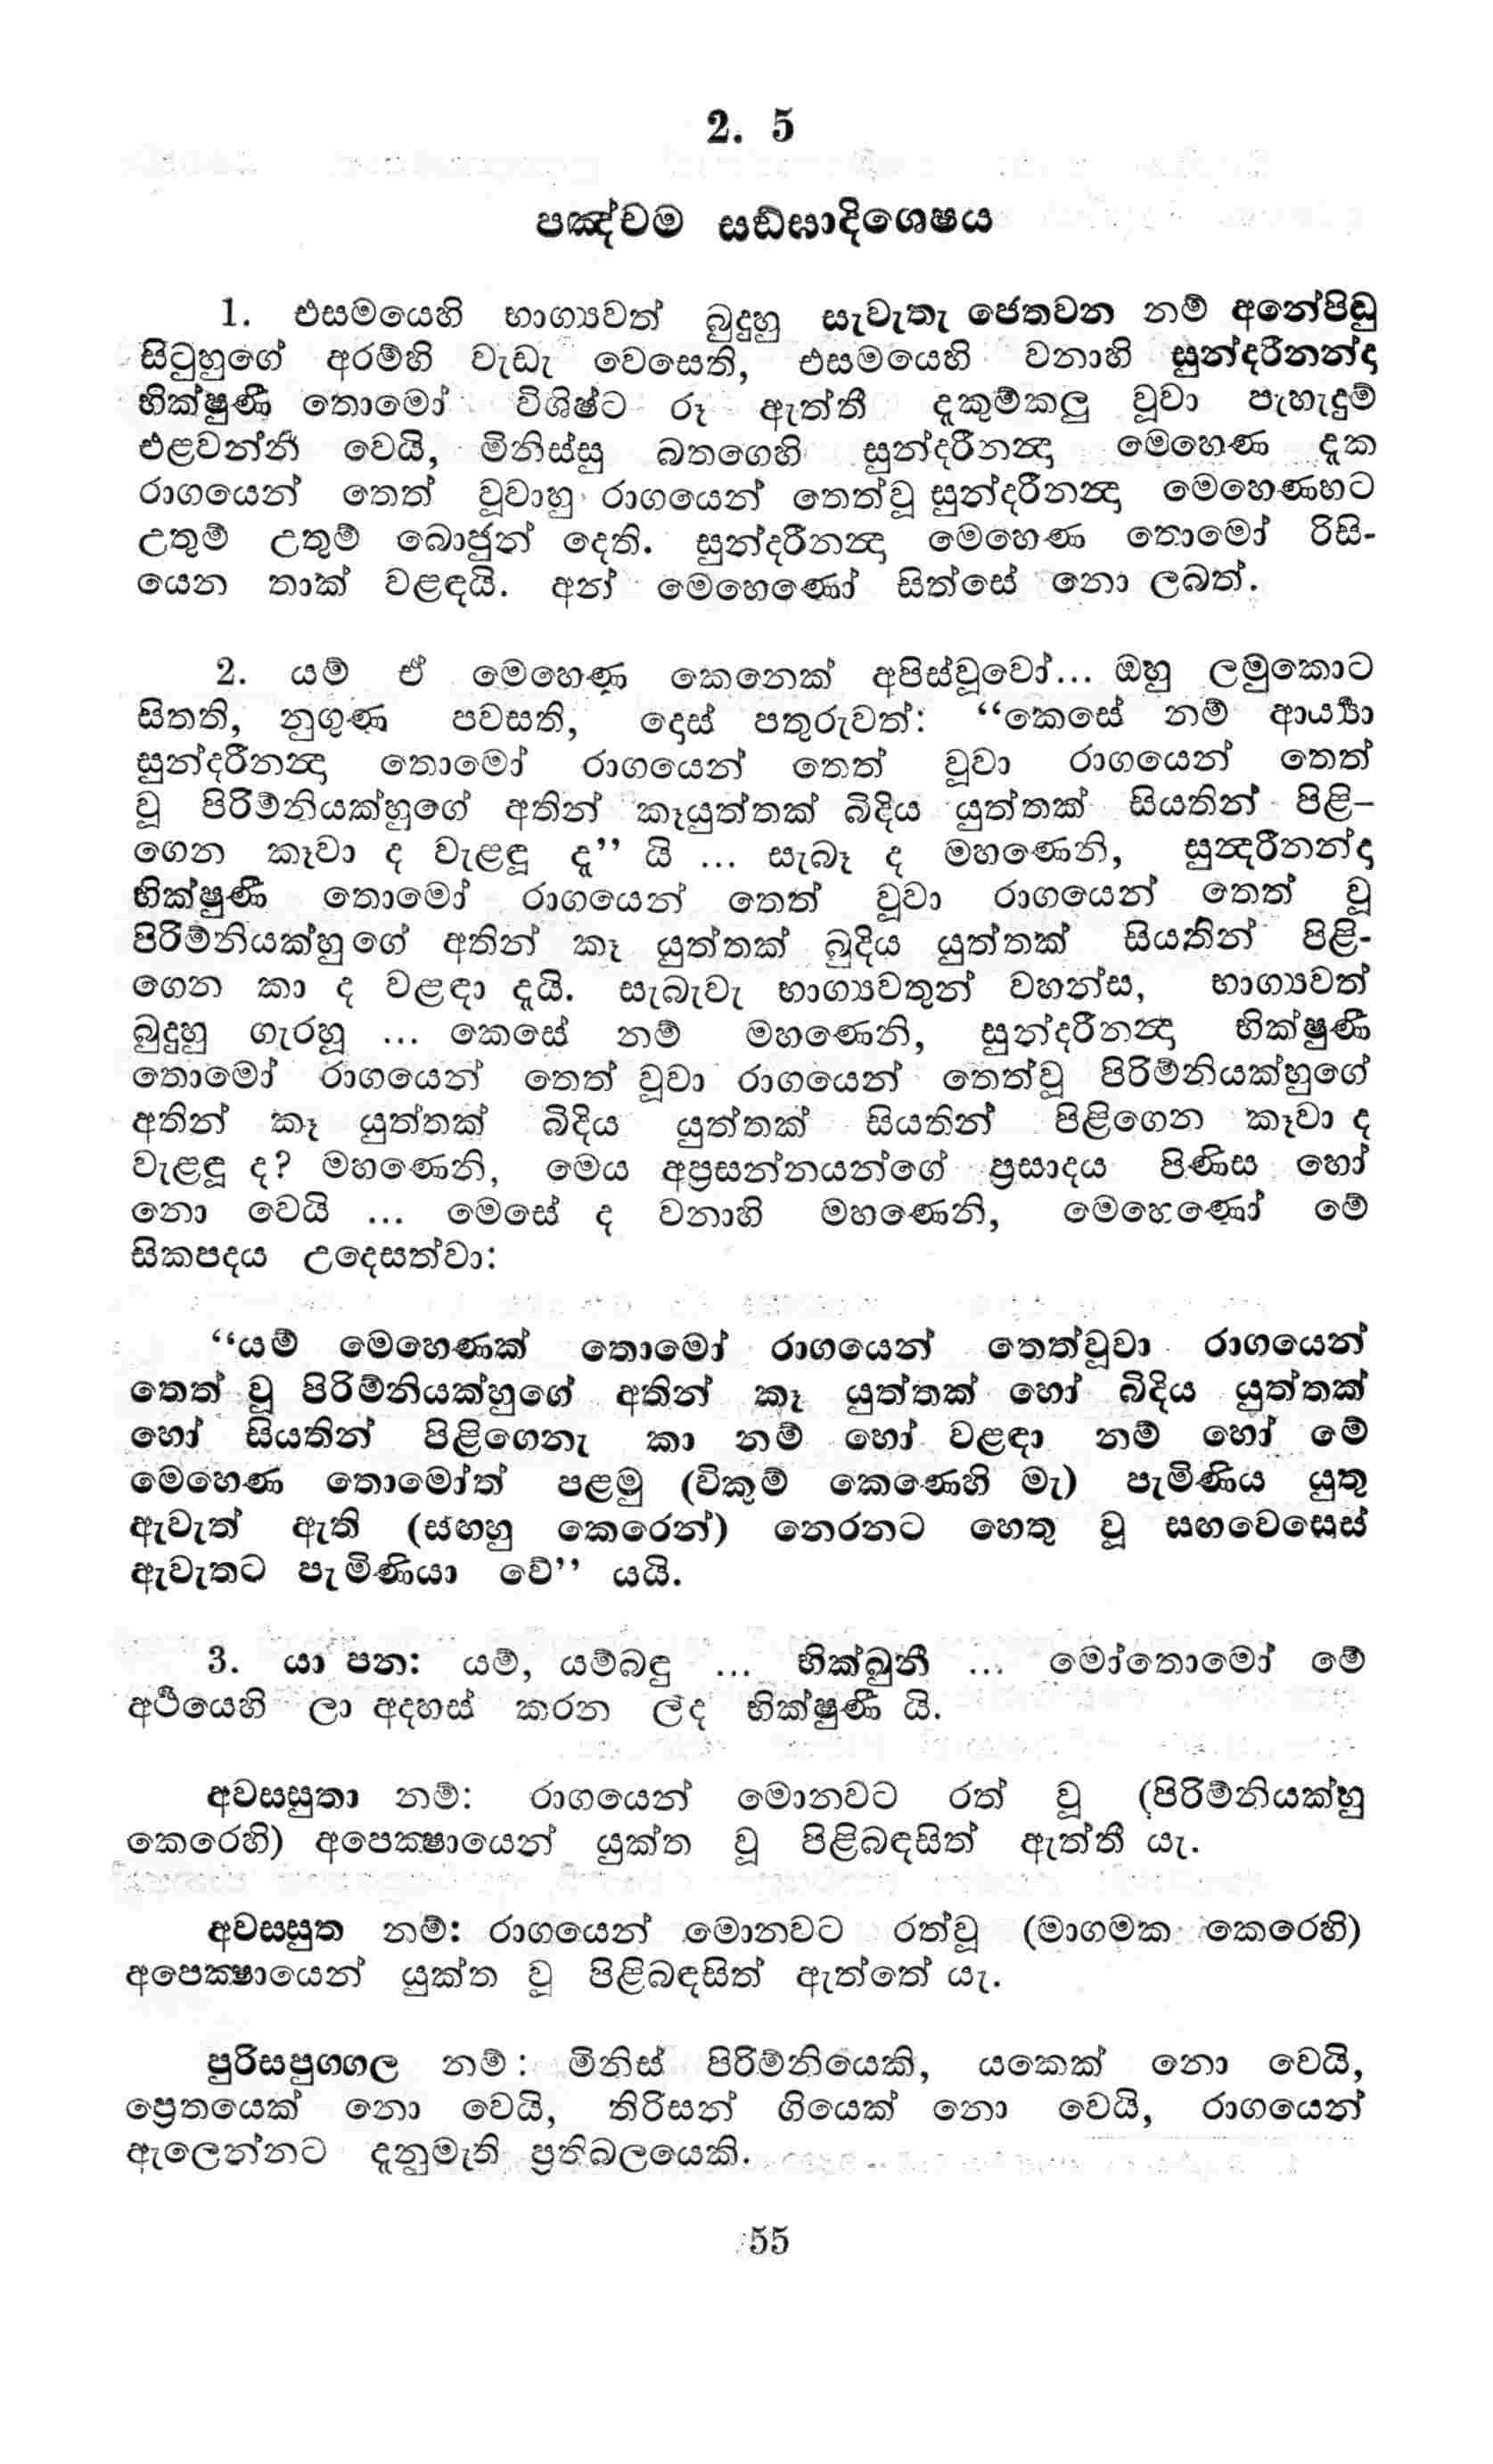 2. 5
පඤ්චම සඞ්ඝාදිශෙෂය
1. එසමයෙහි භාග්‍යවත් බුදුහු සැවැතැ ජෙතවන නම් අනේපිඬු
සිටුහුගේ අරම්හි වැඩැ වෙසෙති, එසමයෙහි වනාහි සුන්දරීනන්දා
භික්ෂුණී තොමෝ විශිෂ්ට රූ ඇත්තී දැකුම්කලු වූවා පැහැදුම්
එළවන්නී වෙයි, මිනිස්සු බතගෙහි සුන්දරීනන්‍දා මෙහෙණ දැක
රාගයෙන් තෙත් වූවාහු රාගයෙන් තෙත්වූ සුන්දරීනන්‍දා මෙහෙණහට
උතුම් උතුම් බොජුන් දෙති. සුන්දරීනන්‍දා මෙහෙණ තොමෝ රිසි-
යෙන තාක් වළඳයි. අන් මෙහෙණෝ සිත්සේ නො ලබත්.
2. යම් ඒ මෙහෙණ කෙනෙක් අපිස්වූවෝ... ඔහු ලමුකොට
සිතති, නුගුණ පවසති, දොස් පතුරුවත්: “කෙසේ නම් ආර්‍ය්‍යා
සුන්දරීනන්‍දා තොමෝ රාගයෙන් තෙත් වූවා රාගයෙන් තෙත්
වූ පිරිම්නියක්හුගේ අතින් කෑයුත්තක් බිදිය යුත්තක් සියතින් පිළි-
ගෙන කෑවා ද වැළඳූ දැ” යි ... සැබෑ ද මහණෙනි, සුන්‍දරීනන්දා
භික්ෂුණී තොමෝ රාගයෙන් තෙත් වූවා රාගයෙන් තෙත් වූ
පිරිම්නියක්හුගේ අතින් කෑ යුත්තක් බුදිය යුත්තක් සියතින් පිළි-
ගෙන කා ද වළඳා දැයි. සැබැවැ භාග්‍යවතුන් වහන්ස, භාග්‍යවත්
බුදුහු ගැරහූ ... කෙසේ නම් මහණෙනි, සුන්දරීනන්‍දා භික්ෂුණී
තොමෝ රාගයෙන් තෙත් වූවා රාගයෙන් තෙත්වූ පිරිම්නියක්හුගේ
අතින් කෑ යුත්තක් බිදිය යුත්තක් සියතින් පිළිගෙන කෑවා ද
වැළඳූ ද? මහණෙනි, මෙය අප්‍රසන්නයන්ගේ ප්‍රසාදය පිණිස හෝ
නො වෙයි ... මෙසේ ද වනාහි මහණෙනි, මෙහෙණෝ මේ
සිකපදය උදෙසත්වා:
“යම් මෙහෙණක් තොමෝ රාගයෙන් තෙත්වූවා රාගයෙන්
තෙත් වූ පිරිම්නියක්හුගේ අතින් කෑ යුත්තක් හෝ බිදිය යුත්තක්
හෝ සියතින් පිළිගෙනැ කා නම් හෝ වළඳා නම් හෝ මේ
මෙහෙණ තොමෝත් පළමු (විකුම් කෙණෙහි මැ) පැමිණිය යුතු
ඇවැත් ඇති (සඟහු කෙරෙන්) නෙරනට හෙතු වූ සඟවෙසෙස්
ඇවැතට පැමිණියා වේ” යයි.
3. යා පන: යම්, යම්බඳු ... භික්ඛුනී ... මෝතොමෝ මේ
අර්‍ථයෙහි ලා අදහස් කරන ලද භික්ෂුණී යි.
අවසසුතා නම්: රාගයෙන් මොනවට රත් වූ (පිරිම්නියක්හු
කෙරෙහි) අපෙක්‍ෂායෙන් යුක්ත වූ පිළිබඳසිත් ඇත්තී යැ.
අවසසුත නම්: රාගයෙන් මොනවට රත්වූ (මාගමක කෙරෙහි)
අපෙක්‍ෂායෙන් යුක්ත වූ පිළිබඳසිත් ඇත්තේ යැ.
පුරිසපුගගල නම්: මිනිස් පිරිම්නියෙකි, යකෙක් නො වෙයි,
ප්‍රෙතයෙක් නො වෙයි, තිරිසන් ගියෙක් නො වෙයි, රාගයෙන්
ඇලෙන්නට දැනුමැති ප්‍රතිබලයෙකි.
55